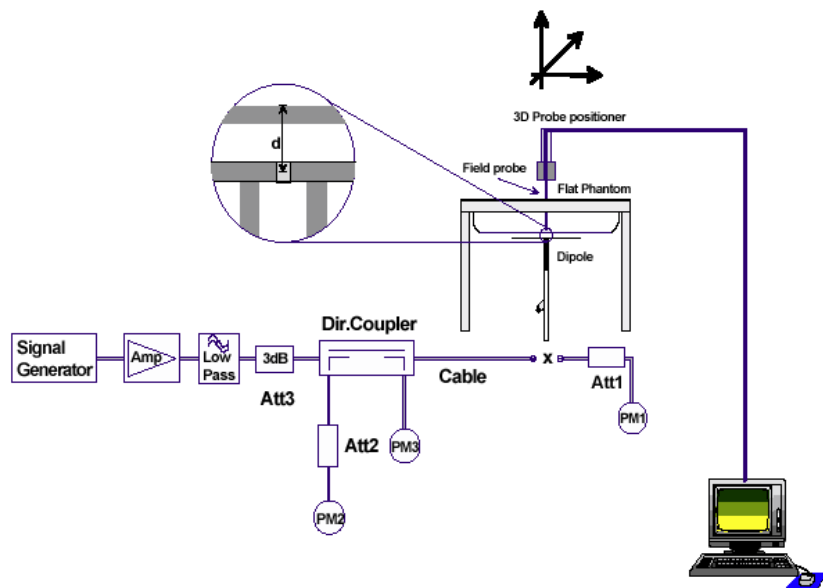 3D Probe positioner
d
Field probe
Flat Phantom
Dipole
Dir.Coupler
Signal
Generator
Amp
Low
Pass
3dB
Att3
Cable
x
Att1
PM1
Att2
PM3
PM2